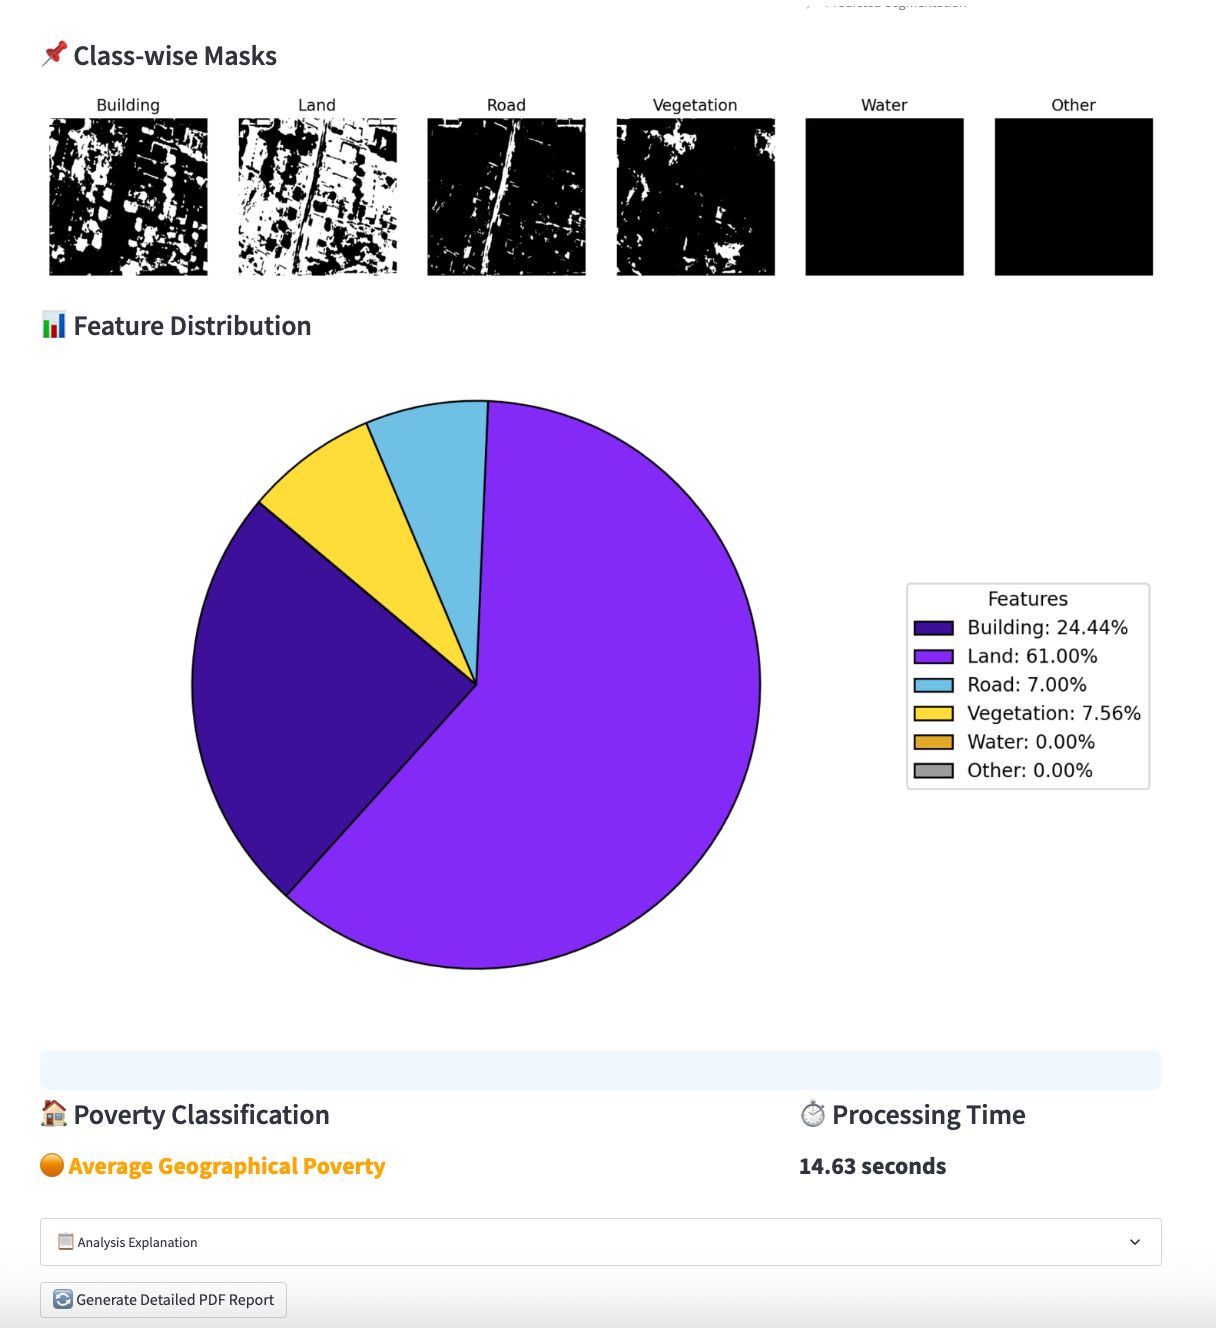 Class-wise Masks
Building Land Road Vegetation Water Other
Feature Distribution
Features
Building: 24.44%
Land: 61.00%
Road: 7.00%
Vegetation: 7.56%
Water: 0.00%
Other: 0.00%
Poverty Classification
Processing Time
Average Geographical Poverty
14.63 seconds
Analysis Explanation
Generate Detailed PDF Report